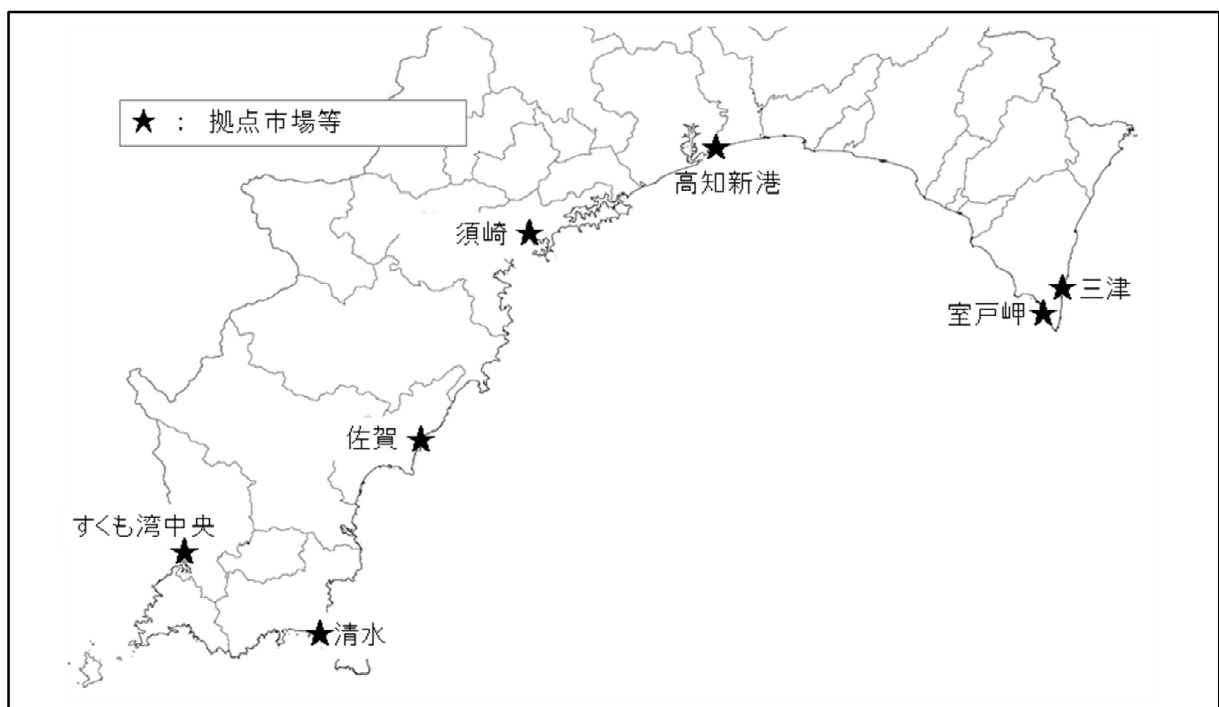 ★ : 拠点市場等
高知新港
須崎
三津
室戸岬
佐賀
すくも湾中央
清水